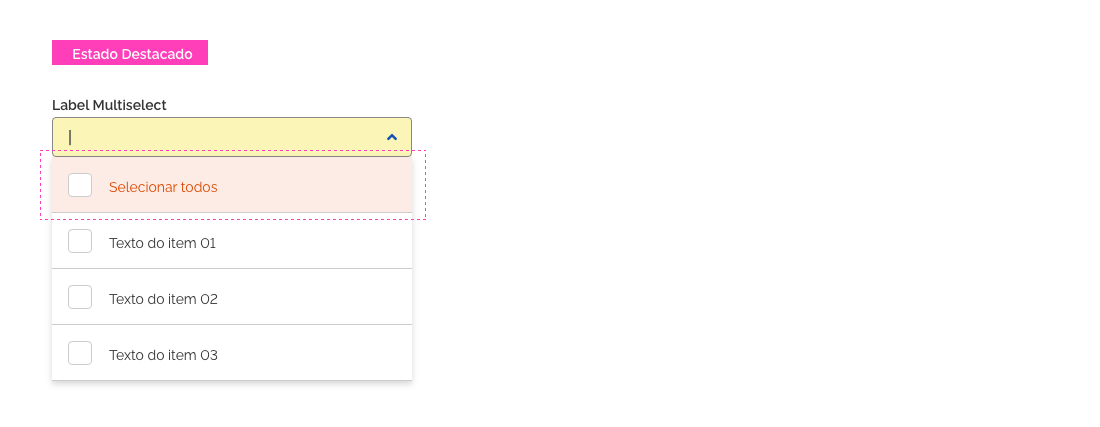 Estado Destacado
Label Multiselect
Selecionar todos
Texto do item 01
Texto do item 02
Texto do item 03